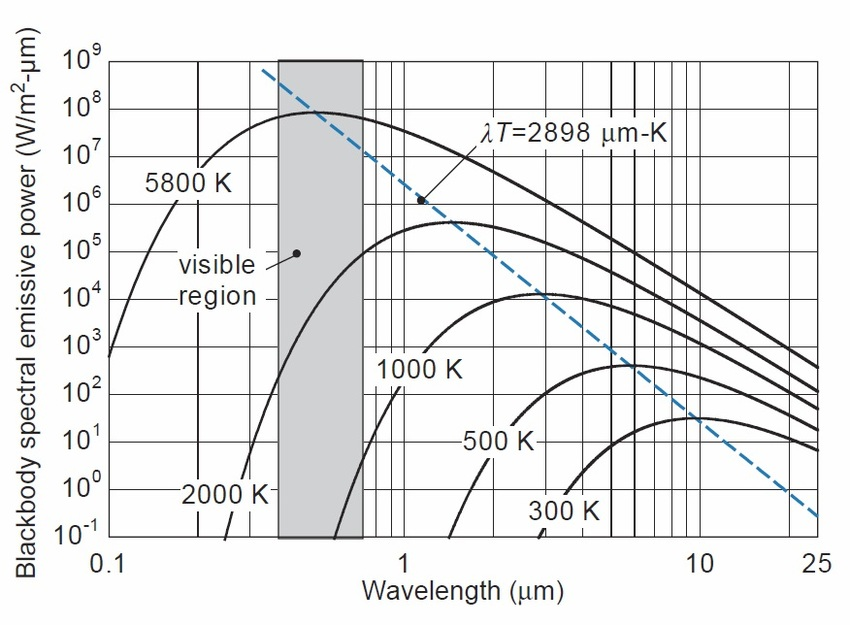 Blackbody spectral emissive power (W/m²-μm)
10⁹
10⁸
10⁷
10⁶
10⁵
10⁴
10³
10²
10¹
10⁰
10⁻¹
λT=2898 μm-K
5800 K
visible
region
1000 K
500 K
2000 K
300 K
0.1
1
10
25
Wavelength (μm)